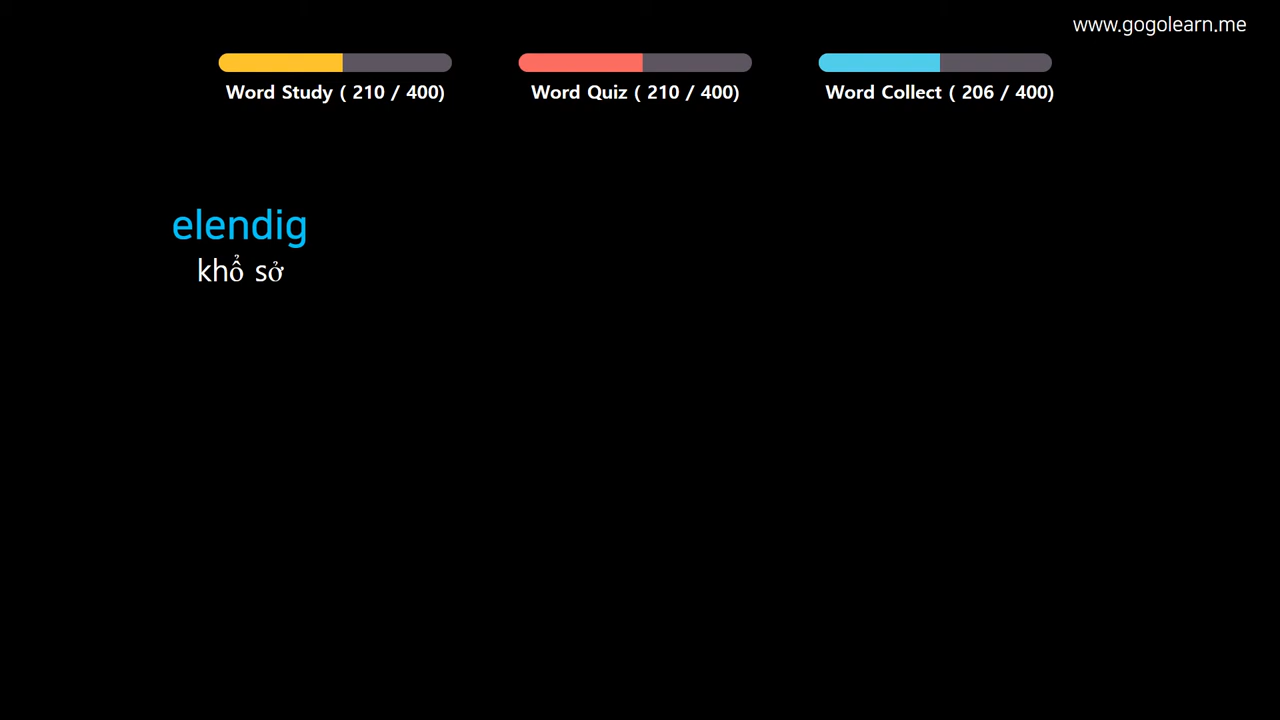 www.gogolearn.me
Word Study ( 210 / 400)
Word Quiz ( 210 / 400)
Word Collect ( 206 / 400)
elendig
khổ sở